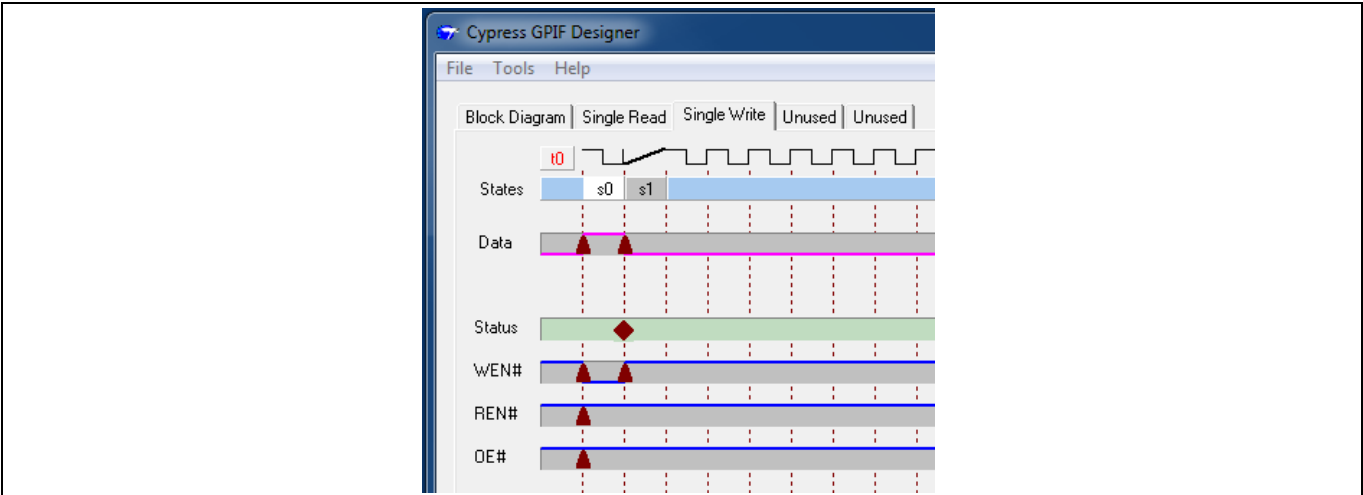 Cypress GPIF Designer
File Tools Help
Block Diagram Single Read Single Write Unused Unused
t0
States s0 s1
Data
Status
WEN#
REN#
OE#